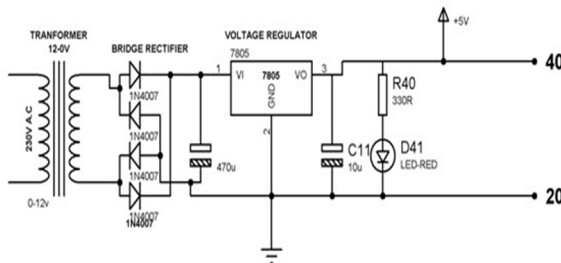 TRANFORMER
12-0V
BRIDGE RECTIFIER
VOLTAGE REGULATOR
7805
+5V
1N4007
1
VI
7805
VO
3
GND
2
40
R40
330R
230V A.C
1N4007
470u
C11
10u
D41
LED-RED
1N4007
0-12v
1N4007
1N4007
20